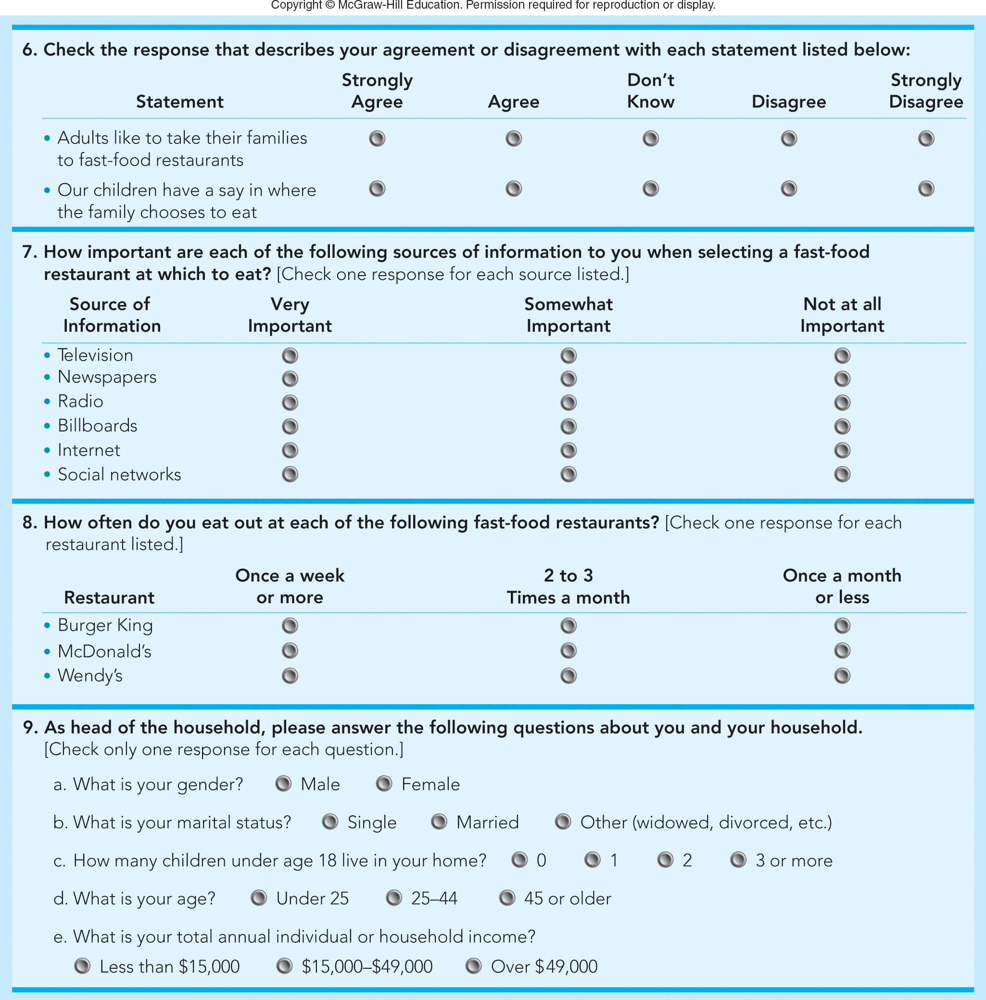 Copyright © McGraw-Hill Education. Permission required for reproduction or display.
6. Check the response that describes your agreement or disagreement with each statement listed below:
Statement Strongly Agree Agree Don't Know Disagree Strongly Disagree
• Adults like to take their families
to fast-food restaurants
• Our children have a say in where
the family chooses to eat
7. How important are each of the following sources of information to you when selecting a fast-food
restaurant at which to eat? [Check one response for each source listed.]
Source of Information Very Important Somewhat Important Not at all Important
• Television
• Newspapers
• Radio
• Billboards
• Internet
• Social networks
8. How often do you eat out at each of the following fast-food restaurants? [Check one response for each
restaurant listed.]
Restaurant Once a week or more 2 to 3 Times a month Once a month or less
• Burger King
• McDonald's
• Wendy's
9. As head of the household, please answer the following questions about you and your household.
[Check only one response for each question.]
a. What is your gender? Male Female
b. What is your marital status? Single Married Other (widowed, divorced, etc.)
c. How many children under age 18 live in your home? 0 1 2 3 or more
d. What is your age? Under 25 25–44 45 or older
e. What is your total annual individual or household income?
Less than $15,000 $15,000–$49,000 Over $49,000